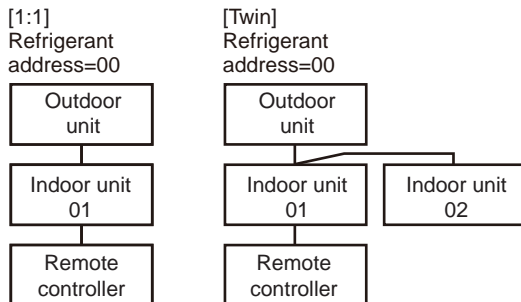 [1:1]
Refrigerant
address=00
Outdoor
unit
Indoor unit
01
Remote
controller
[Twin]
Refrigerant
address=00
Outdoor
unit
Indoor unit
01
Indoor unit
02
Remote
controller